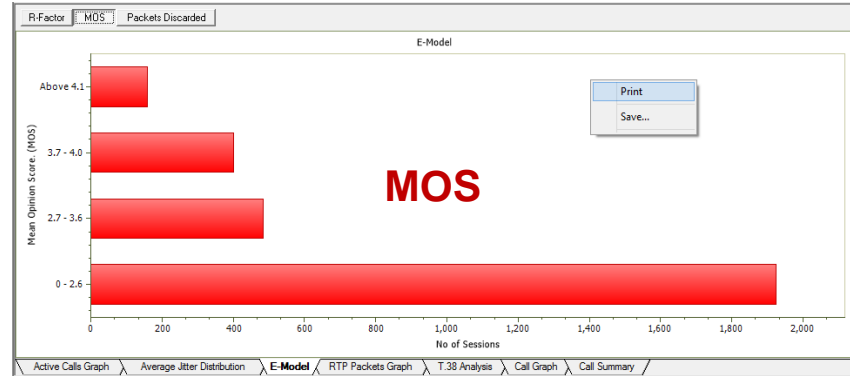 R-Factor MOS Packets Discarded
E-Model
Above 4.1
3.7 - 4.0
2.7 - 3.6
0 - 2.6
Mean Opinion Score. (MOS)
Print
Save...
MOS
0 200 400 600 800 1,000 1,200 1,400 1,600 1,800 2,000
No of Sessions
Active Calls Graph Average Jitter Distribution E-Model RTP Packets Graph T.38 Analysis Call Graph Call Summary